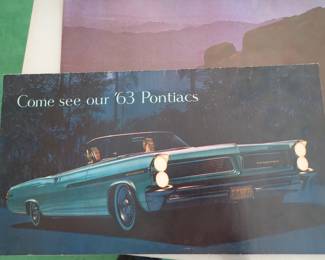 Come see our '63 Pontiacs